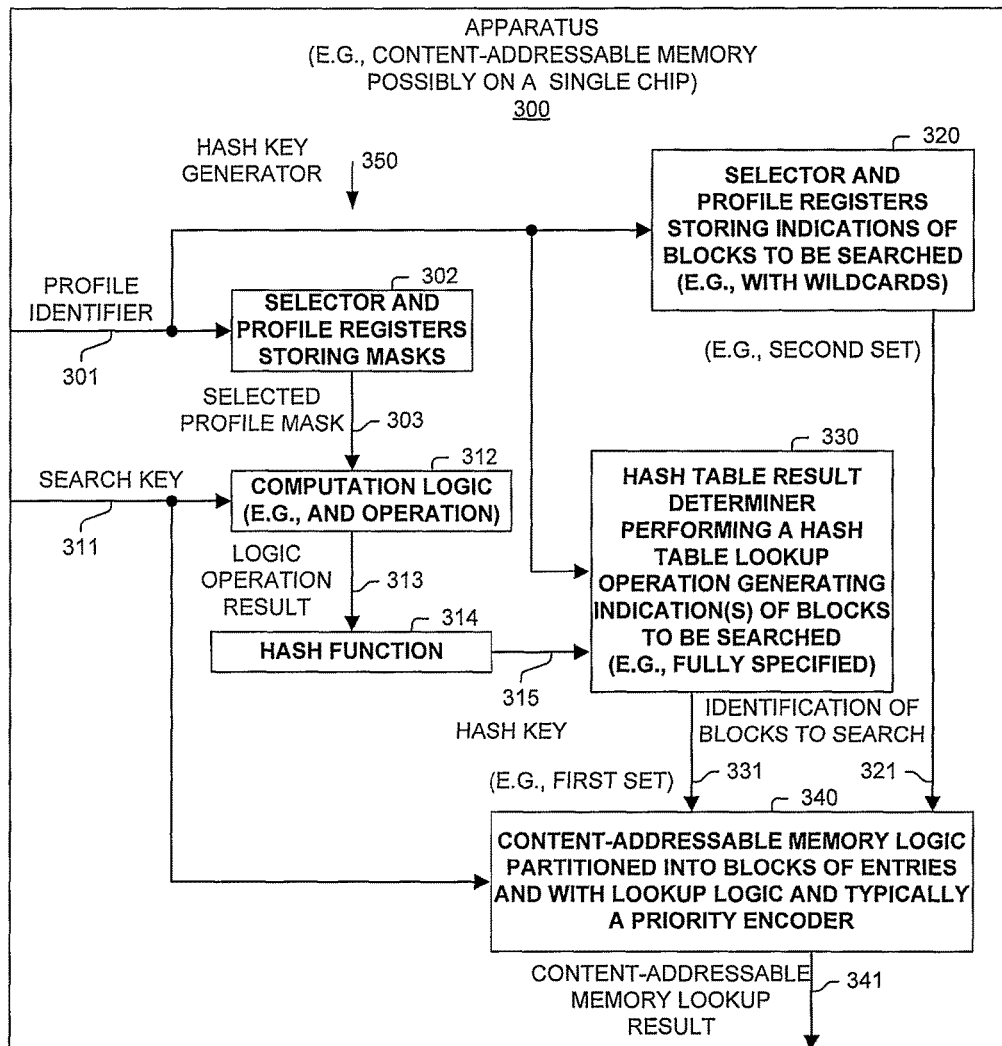 APPARATUS
(E.G., CONTENT-ADDRESSABLE MEMORY
POSSIBLY ON A SINGLE CHIP)
300
HASH KEY
GENERATOR
350
320
SELECTOR AND
PROFILE REGISTERS
STORING INDICATIONS OF
BLOCKS TO BE SEARCHED
(E.G., WITH WILDCARDS)
PROFILE
IDENTIFIER
301
302
SELECTOR AND
PROFILE REGISTERS
STORING MASKS
(E.G., SECOND SET)
SELECTED
PROFILE MASK
303
SEARCH KEY
311
312
COMPUTATION LOGIC
(E.G., AND OPERATION)
LOGIC
OPERATION
RESULT
313
314
HASH FUNCTION
315
HASH KEY
330
HASH TABLE RESULT
DETERMINER
PERFORMING A HASH
TABLE LOOKUP
OPERATION GENERATING
INDICATION(S) OF BLOCKS
TO BE SEARCHED
(E.G., FULLY SPECIFIED)
IDENTIFICATION OF
BLOCKS TO SEARCH
(E.G., FIRST SET)
331
321
340
CONTENT-ADDRESSABLE MEMORY LOGIC
PARTITIONED INTO BLOCKS OF ENTRIES
AND WITH LOOKUP LOGIC AND TYPICALLY
A PRIORITY ENCODER
CONTENT-ADDRESSABLE
MEMORY LOOKUP
RESULT
341